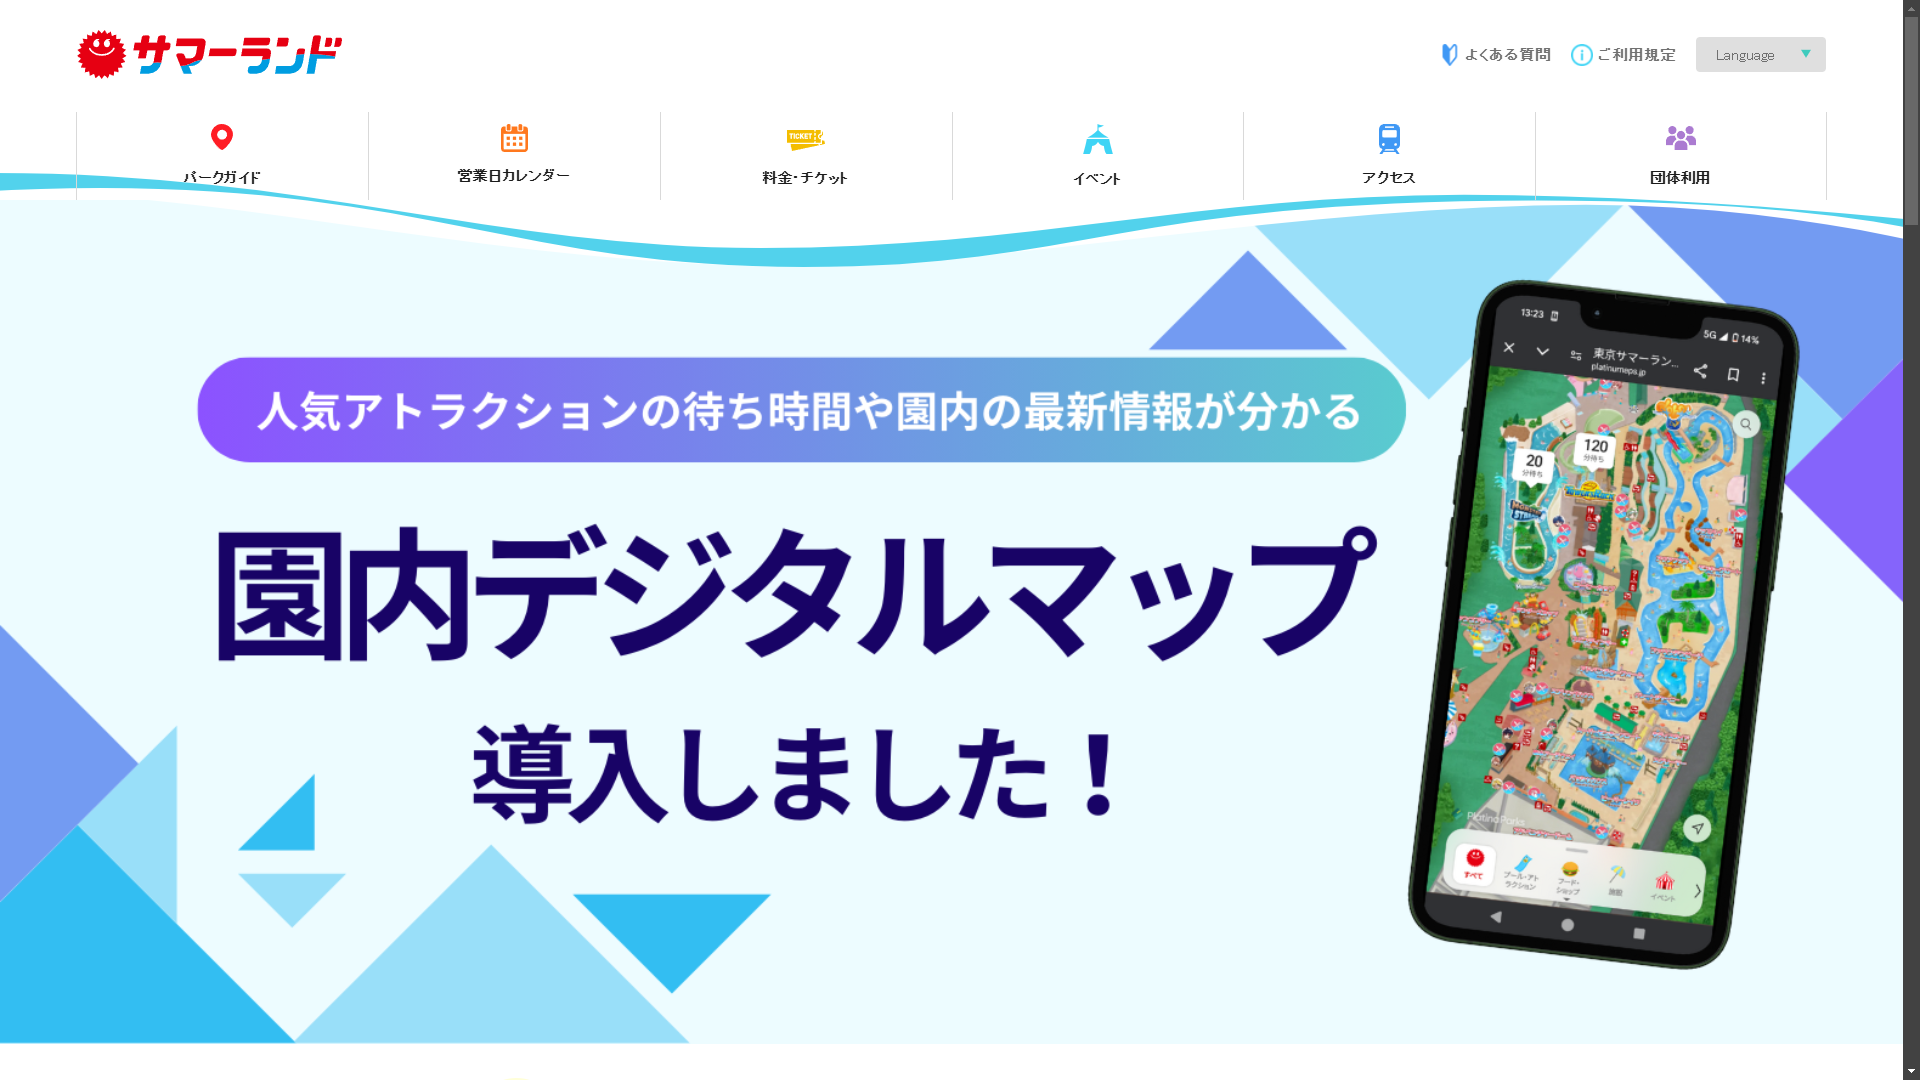 サマーランド
よくある質問
ご利用規定
Language
パークガイド
営業日カレンダー
TICKET
料金・チケット
イベント
アクセス
団体利用
人気アトラクションの待ち時間や園内の最新情報が分かる
園内デジタルマップ
導入しました！
13:23
5G 14%
東京サマーラン...
platinumaps.jp
20
分待ち
120
分待ち
Platina Parks
すべて
プール・アトラクション
フード・ショップ
施設
イベント